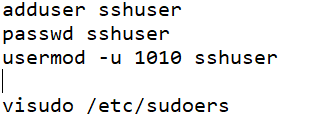 adduser sshuser
passwd sshuser
usermod -u 1010 sshuser
visudo /etc/sudoers